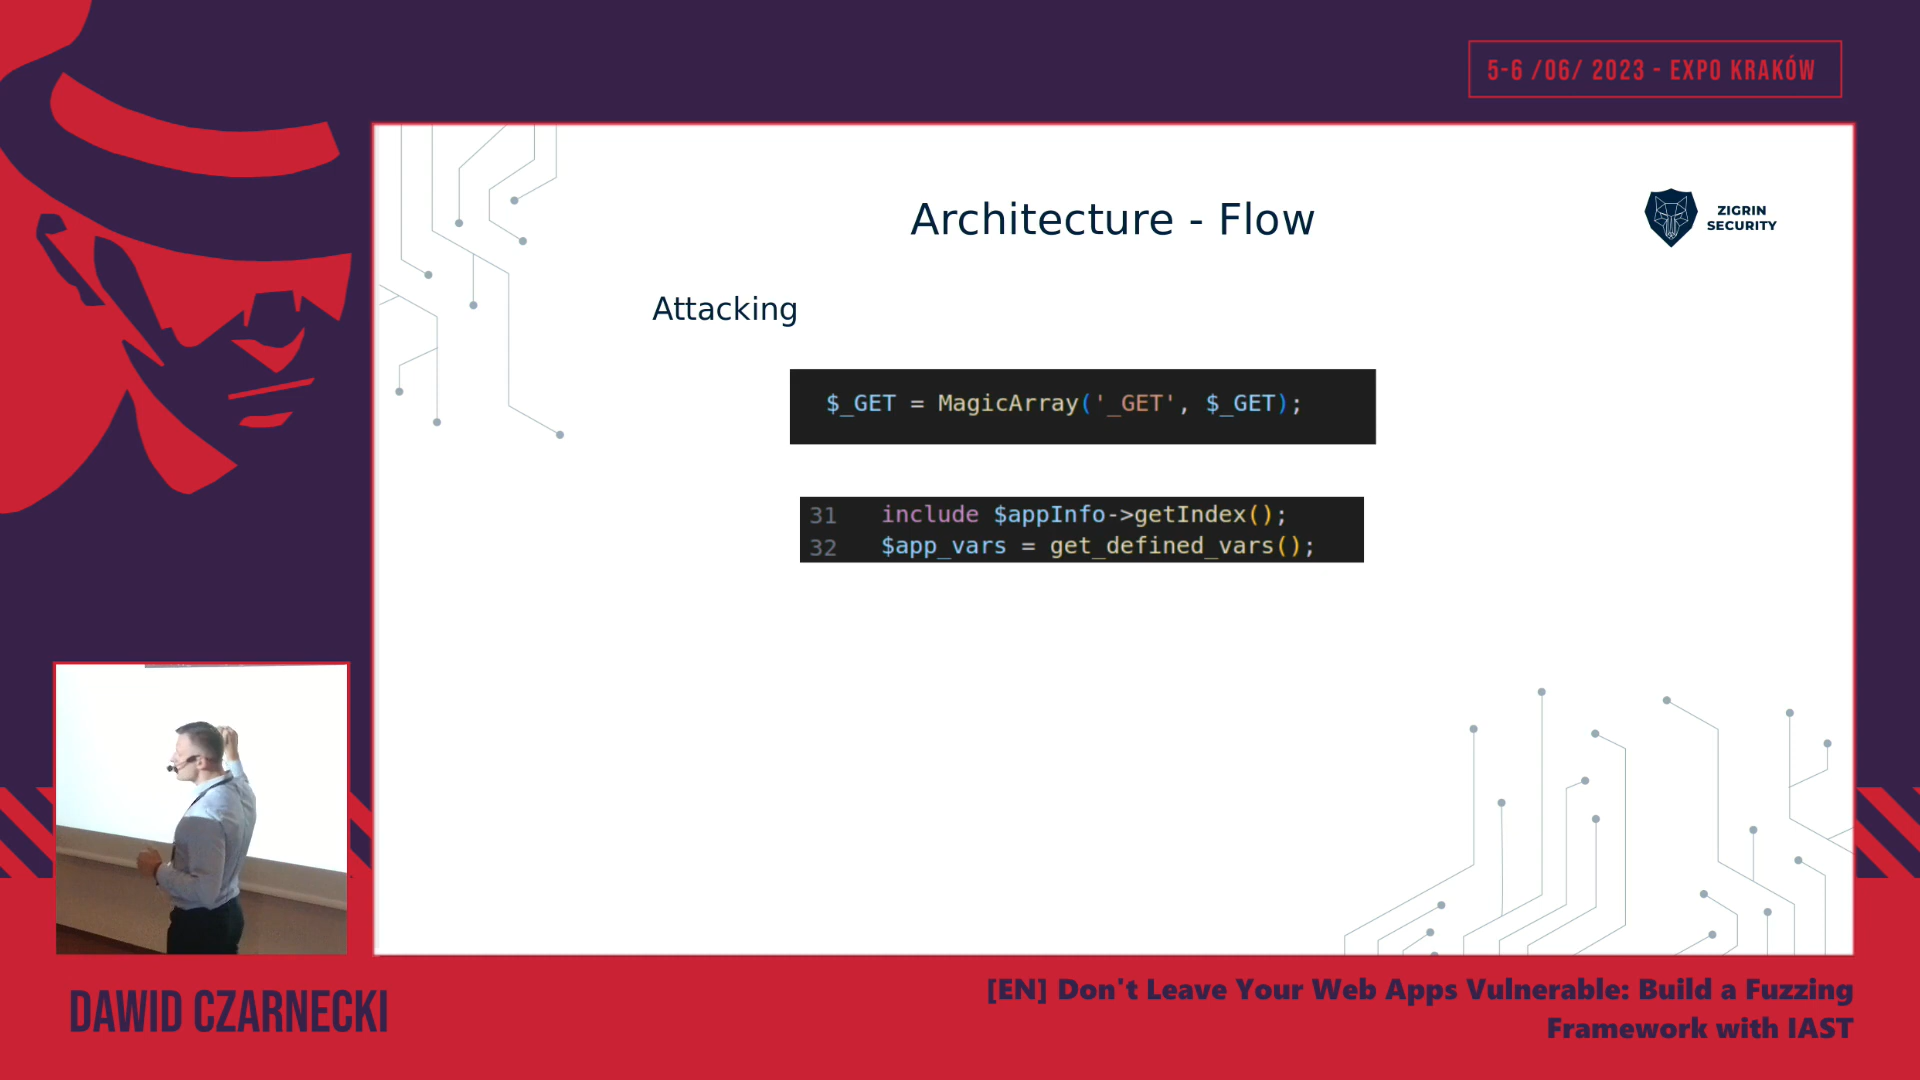 5-6 /06/ 2023 - EXPO KRAKÓW
Architecture - Flow
ZIGRIN
SECURITY
Attacking
$_GET = MagicArray('_GET', $_GET);
31 include $appInfo->getIndex();
32 $app_vars = get_defined_vars();
DAWID CZARNECKI
[EN] Don't Leave Your Web Apps Vulnerable: Build a Fuzzing
Framework with IAST